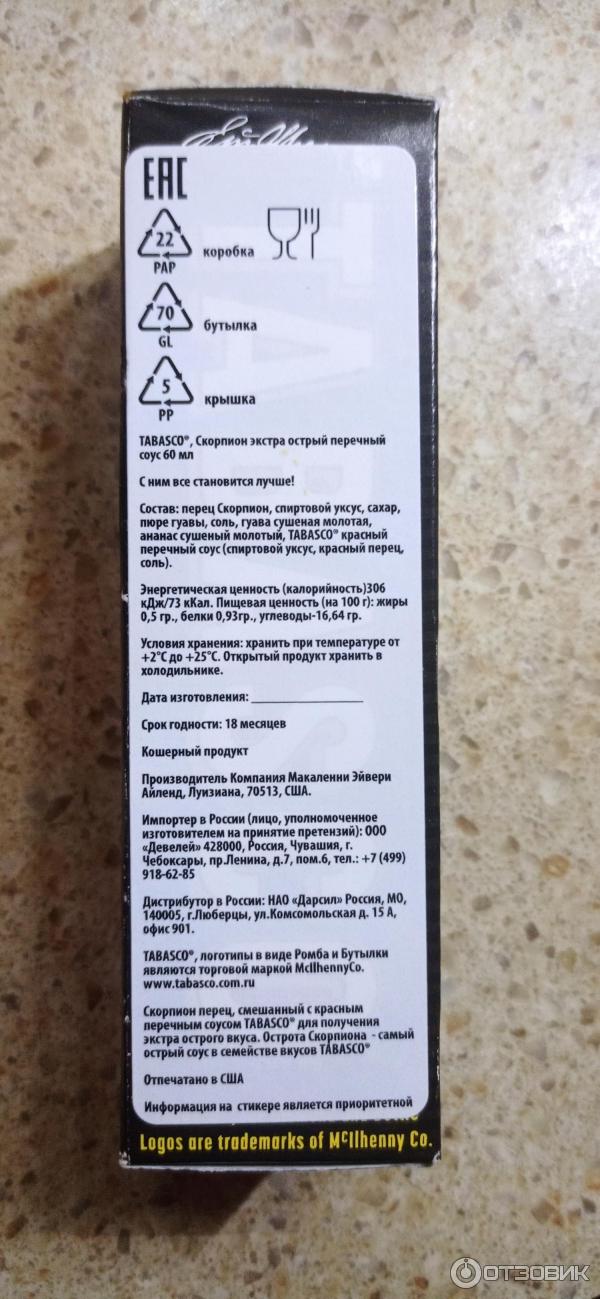 EAC
22
PAP
коробка
70
GL
бутылка
5
PP
крышка
TABASCO®, Скорпион экстра острый перечный
соус 60 мл
С ним все становится лучше!
Состав: перец Скорпион, спиртовой уксус, сахар,
пюре гуавы, соль, гуава сушеная молотая,
ананас сушеный молотый, TABASCO® красный
перечный соус (спиртовой уксус, красный перец,
соль).
Энергетическая ценность (калорийность)306
кДж/73 кКал. Пищевая ценность (на 100 г): жиры
0,5 гр., белки 0,93гр., углеводы-16,64 гр.
Условия хранения: хранить при температуре от
+2°C до +25°C. Открытый продукт хранить в
холодильнике.
Дата изготовления: ___________________
Срок годности: 18 месяцев
Кошерный продукт
Производитель Компания Макаленни Эйвери
Айленд, Луизиана, 70513, США.
Импортер в России (лицо, уполномоченное
изготовителем на принятие претензий): ООО
«Девелей» 428000, Россия, Чувашия, г.
Чебоксары, пр.Ленина, д.7, пом.6, тел.: +7 (499)
918-62-85
Дистрибутор в России: НАО «Дарсил» Россия, МО,
140005, г.Люберцы, ул.Комсомольская д. 15 А,
офис 901.
TABASCO®, логотипы в виде Ромба и Бутылки
являются торговой маркой McIlhennyCo.
www.tabasco.com.ru
Скорпион перец, смешанный с красным
перечным соусом TABASCO® для получения
экстра острого вкуса. Острота Скорпиона - самый
острый соус в семействе вкусов TABASCO®
Отпечатано в США
Информация на стикере является приоритетной
Logos are trademarks of McIlhenny Co.
ОТЗОВИК